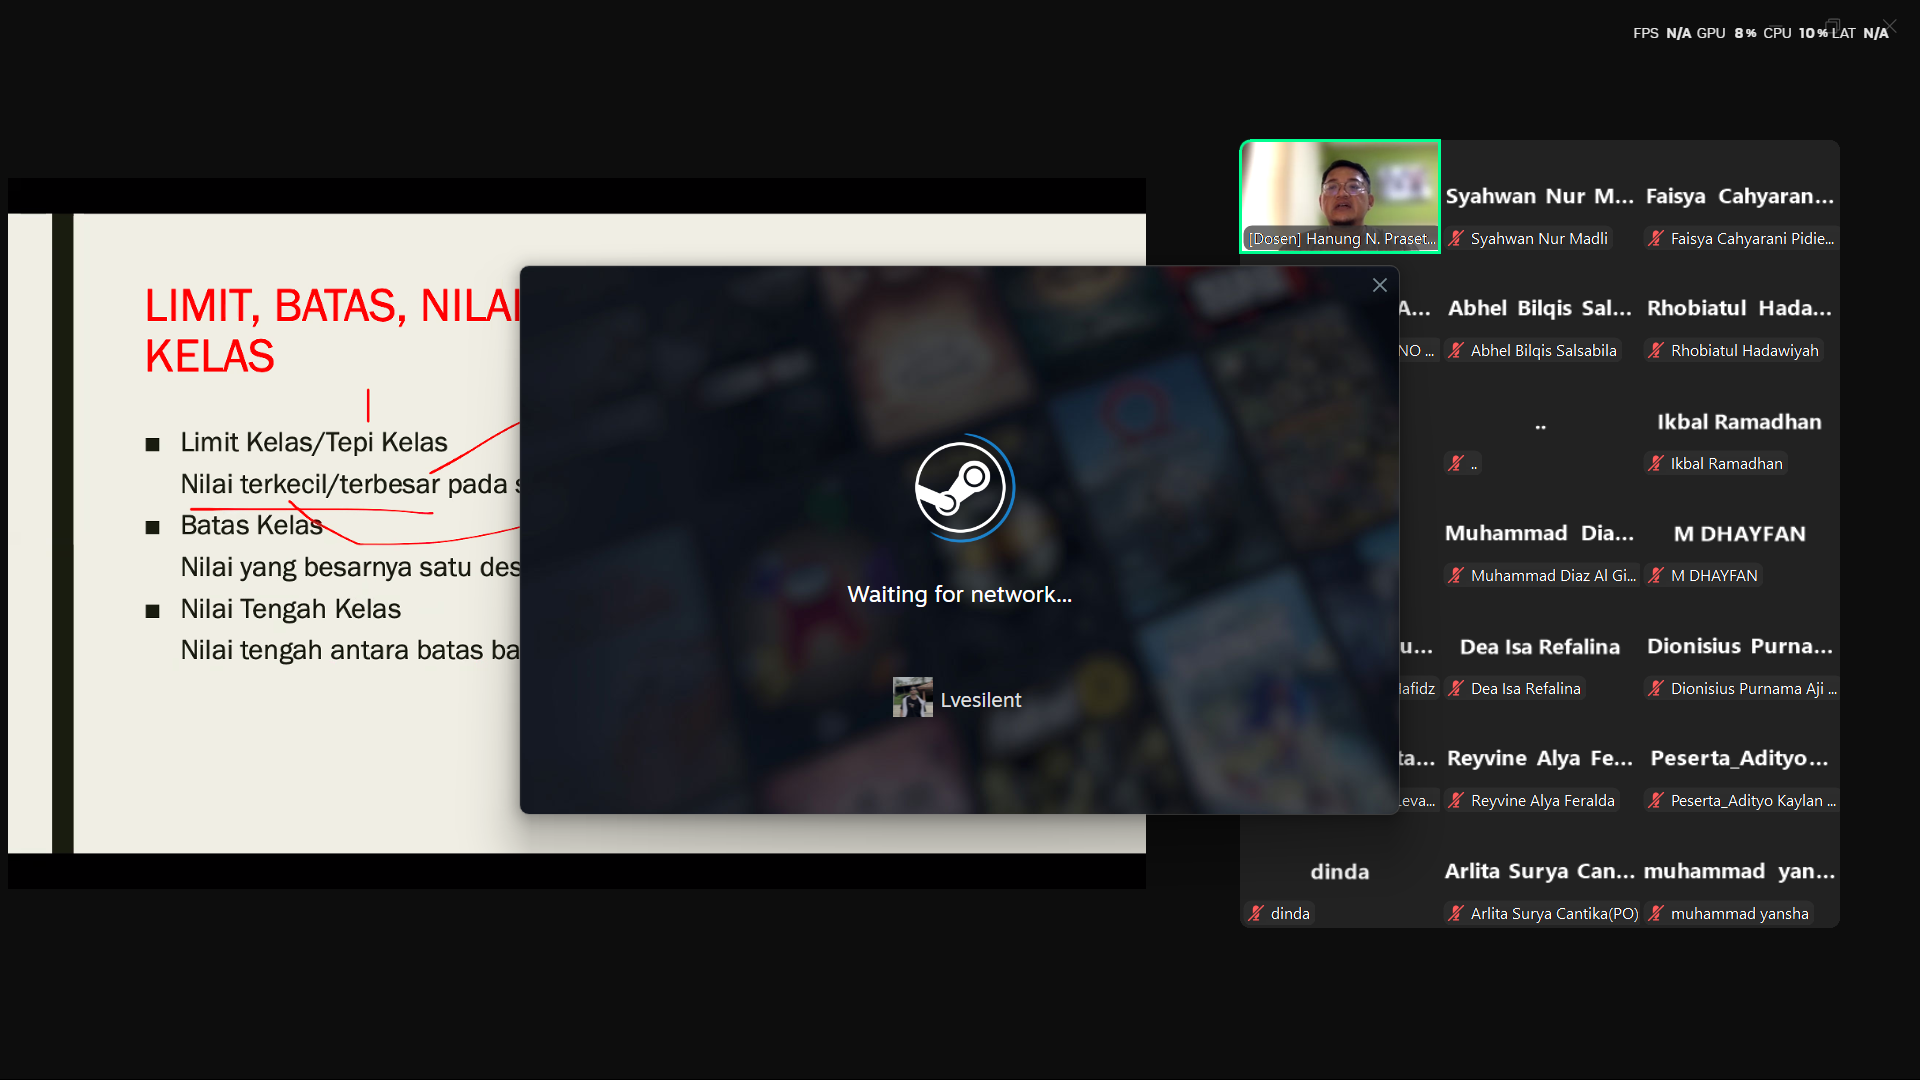 FPS N/A GPU 8% CPU 10% LAT N/A
LIMIT, BATAS, NILAI
KELAS
■ Limit Kelas/Tepi Kelas
Nilai terkecil/terbesar pada s
■ Batas Kelas
Nilai yang besarnya satu des
■ Nilai Tengah Kelas
Nilai tengah antara batas ba
Waiting for network...
Lvesilent
[Dosen] Hanung N. Praset...
Syahwan Nur M...
Syahwan Nur Madli
Faisya Cahyaran...
Faisya Cahyarani Pidie...
A...
NO ...
Abhel Bilqis Sal...
Abhel Bilqis Salsabila
Rhobiatul Hada...
Rhobiatul Hadawiyah
..
..
Ikbal Ramadhan
Ikbal Ramadhan
Muhammad Dia...
Muhammad Diaz Al Gi...
M DHAYFAN
M DHAYFAN
u...
lafidz
Dea Isa Refalina
Dea Isa Refalina
Dionisius Purna...
Dionisius Purnama Aji ...
ta...
eva...
Reyvine Alya Fe...
Reyvine Alya Feralda
Peserta_Adityo...
Peserta_Adityo Kaylan ...
dinda
dinda
Arlita Surya Can...
Arlita Surya Cantika(PO)
muhammad yan...
muhammad yansha